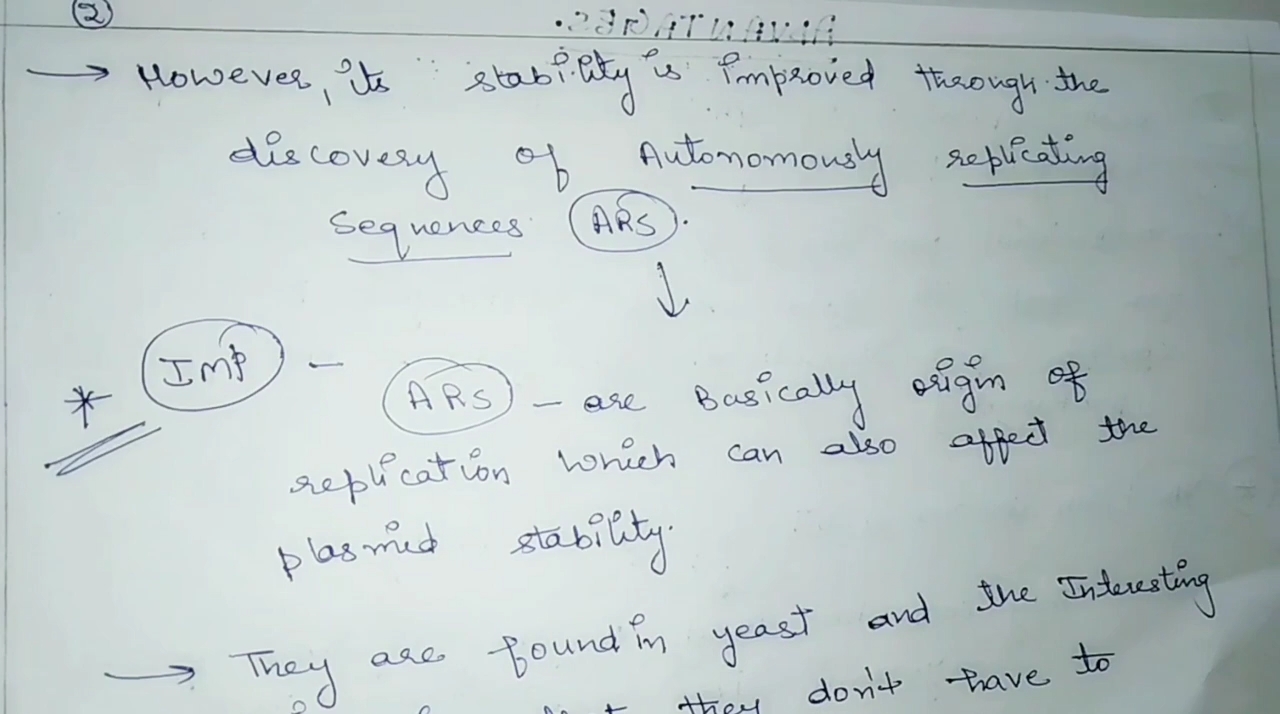 ②
→ However, its stability is improved through the
discovery of Autonomously replicating
Sequences (ARS).
↓
* Imp - ARS - are Basically origin of
replication which can also affect the
plasmid stability.
→ They are found in yeast and the Interesting
they don't have to